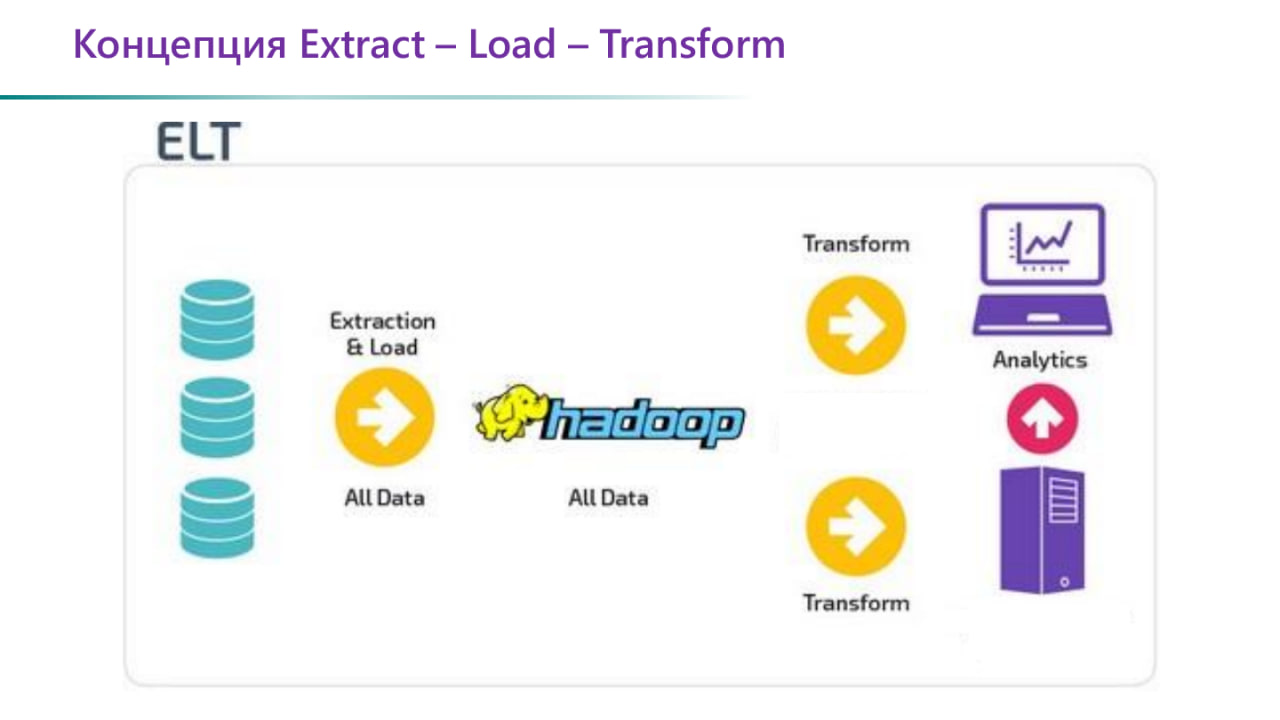 Концепция Extract – Load – Transform
ELT
Extraction
& Load
All Data
hadoop
All Data
Transform
Transform
Analytics